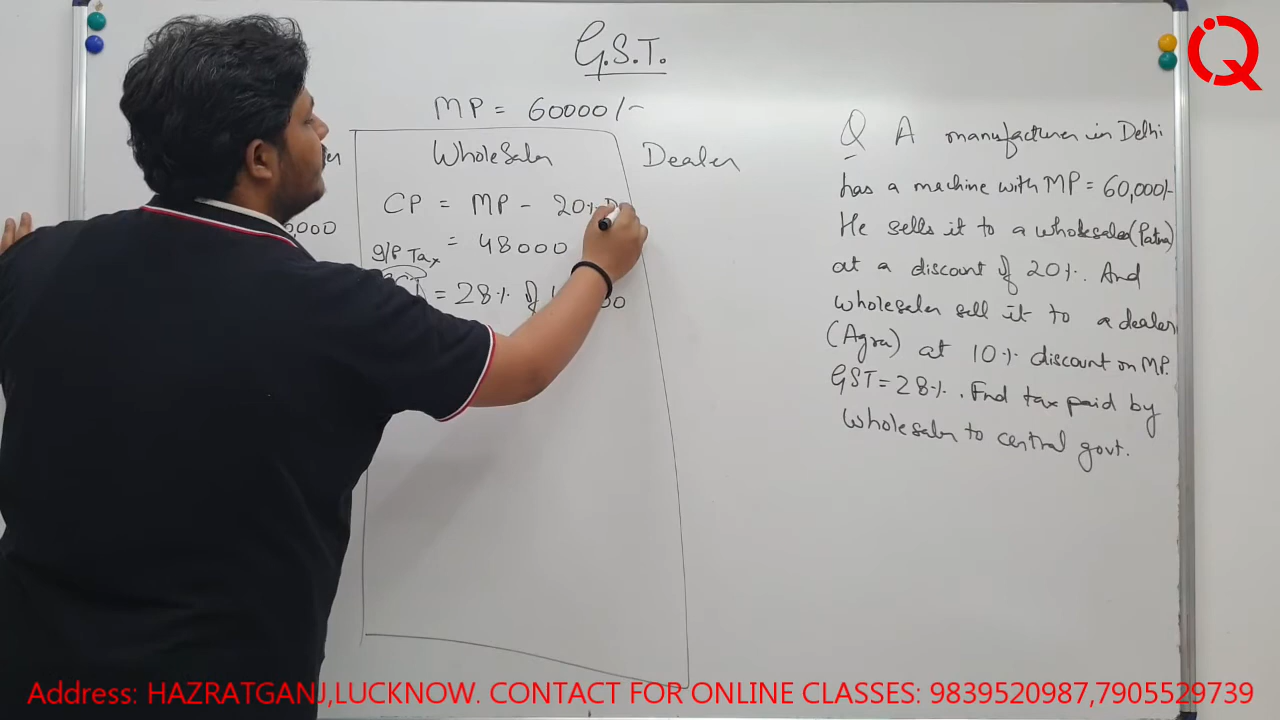 G.S.T.
MP = 60000/-
Wholesaler Dealer
CP = MP - 20%
= 48000
g/p Tax
= 28% of
Q A manufacturer in Delhi
has a machine with MP = 60,000/-
He sells it to a wholesaler (Patna)
at a discount of 20%. And
wholesaler sell it to a dealer
(Agra) at 10% discount on MP.
GST = 28%. Find tax paid by
Wholesaler to central govt.
IQ
Address: HAZRATGANJ,LUCKNOW. CONTACT FOR ONLINE CLASSES: 9839520987,7905529739